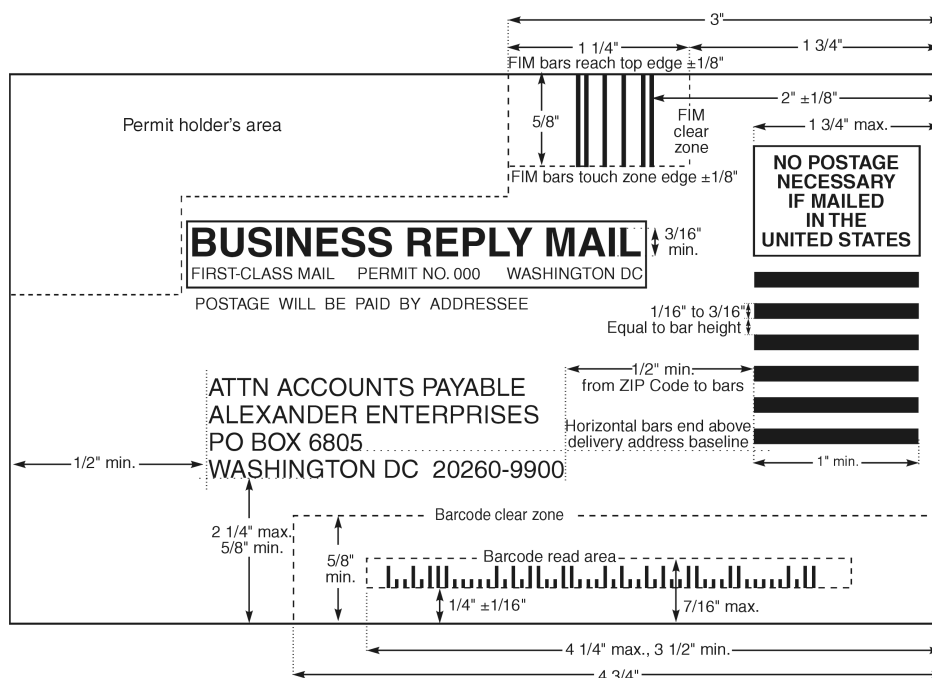 3"
1 1/4"
1 3/4"
FIM bars reach top edge ±1/8"
2" ±1/8"
Permit holder's area
5/8"
FIM
clear
zone
1 3/4" max.
FIM bars touch zone edge ±1/8"
NO POSTAGE
NECESSARY
IF MAILED
IN THE
UNITED STATES
BUSINESS REPLY MAIL
FIRST-CLASS MAIL PERMIT NO. 000 WASHINGTON DC
3/16"
min.
POSTAGE WILL BE PAID BY ADDRESSEE
1/16" to 3/16"
Equal to bar height
1/2" min.
from ZIP Code to bars
ATTN ACCOUNTS PAYABLE
ALEXANDER ENTERPRISES
PO BOX 6805
WASHINGTON DC 20260-9900
Horizontal bars end above
delivery address baseline
1/2" min.
1" min.
2 1/4" max.
5/8" min.
Barcode clear zone
5/8"
min.
Barcode read area
1/4" ±1/16"
7/16" max.
4 1/4" max., 3 1/2" min.
4 3/4"